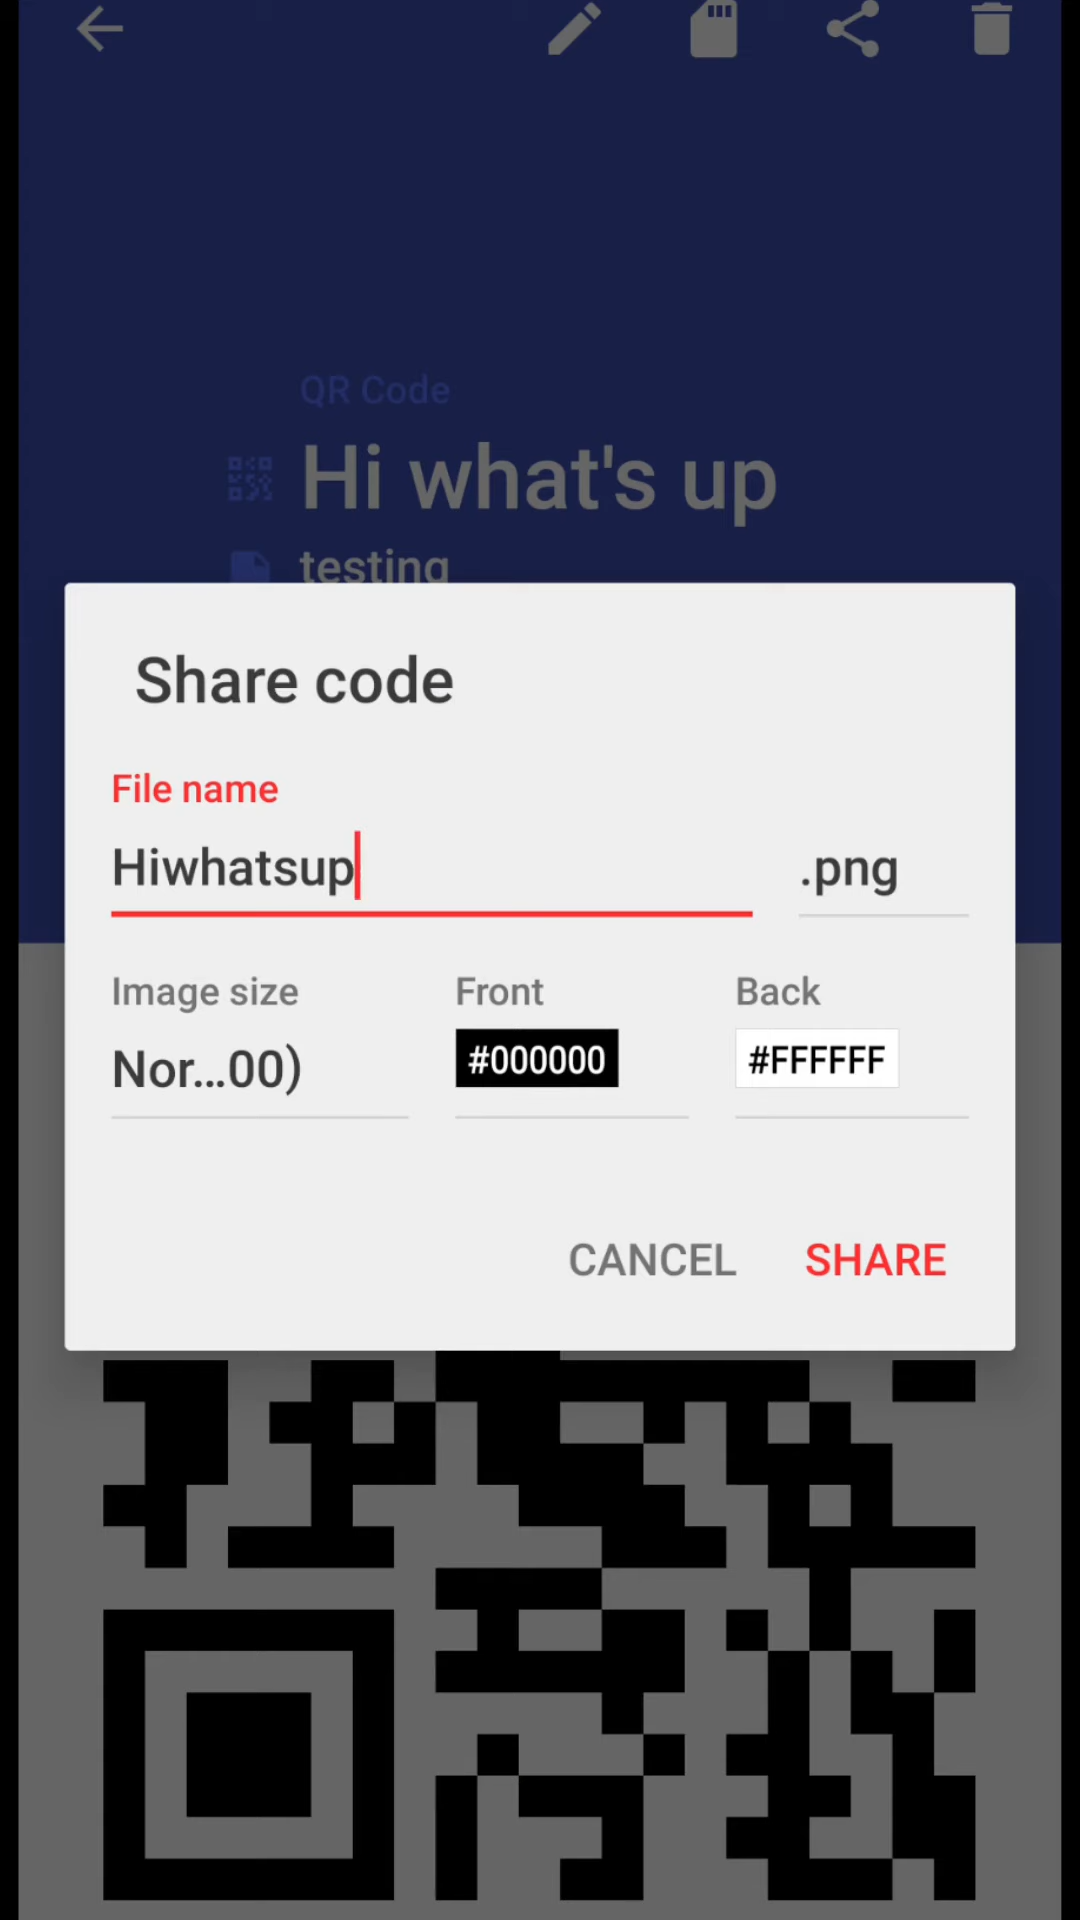 QR Code
Hi what's up
testing
Share code
File name
Hiwhatsup .png
Image size Front Back
Nor...00) #000000 #FFFFFF
CANCEL SHARE